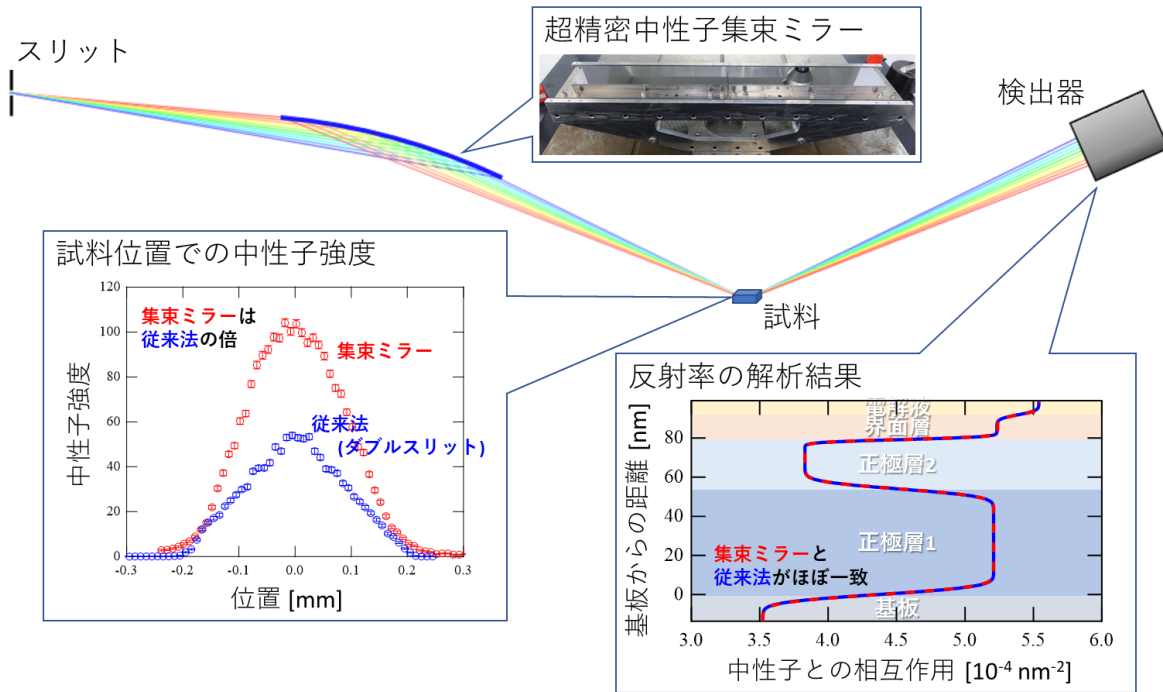 スリット
超精密中性子集束ミラー
検出器
試料
試料位置での中性子強度
集束ミラーは
従来法の倍
集束ミラー
従来法
(ダブルスリット)
中性子強度
120
100
80
60
40
20
0
-0.3
-0.2
-0.1
0.0
0.1
0.2
0.3
位置 [mm]
反射率の解析結果
電解液
界面層
正極層2
正極層1
基板
集束ミラーと
従来法がほぼ一致
基板からの距離 [nm]
80
60
40
20
0
3.0
3.5
4.0
4.5
5.0
5.5
6.0
中性子との相互作用 [10⁻⁴ nm⁻²]